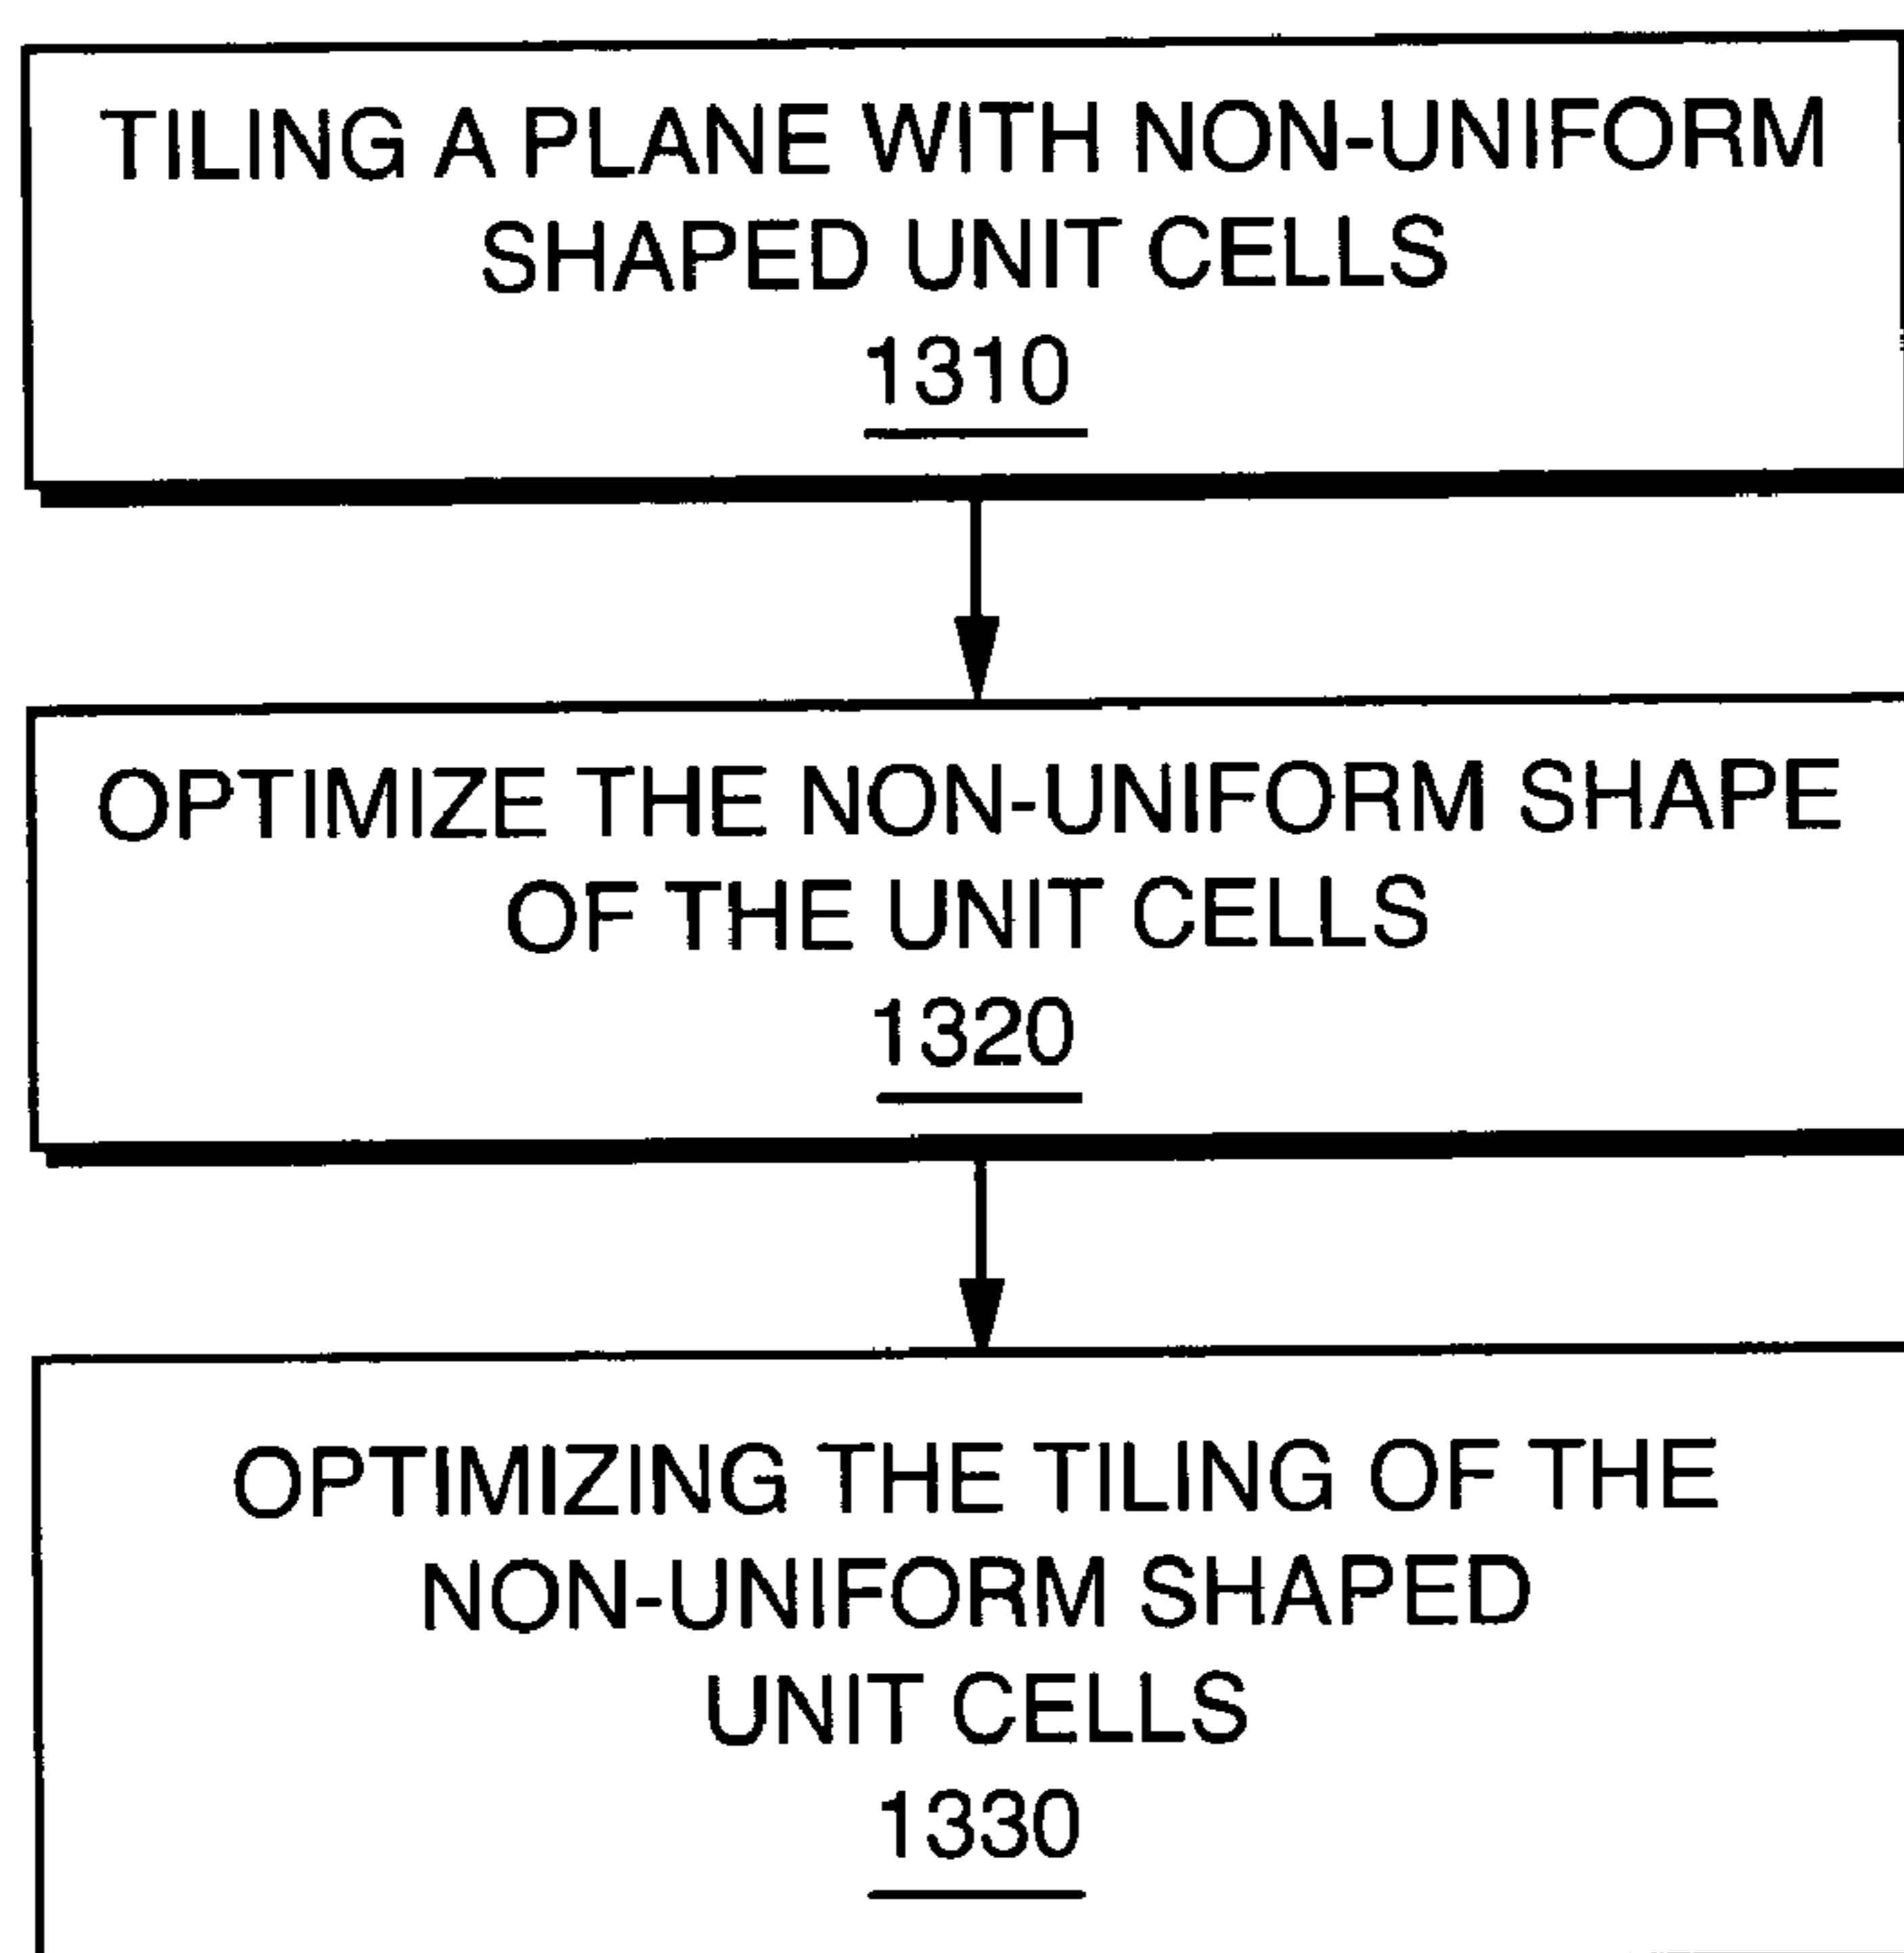 TILING A PLANE WITH NON-UNIFORM
SHAPED UNIT CELLS
1310
OPTIMIZE THE NON-UNIFORM SHAPE
OF THE UNIT CELLS
1320
OPTIMIZING THE TILING OF THE
NON-UNIFORM SHAPED
UNIT CELLS
1330